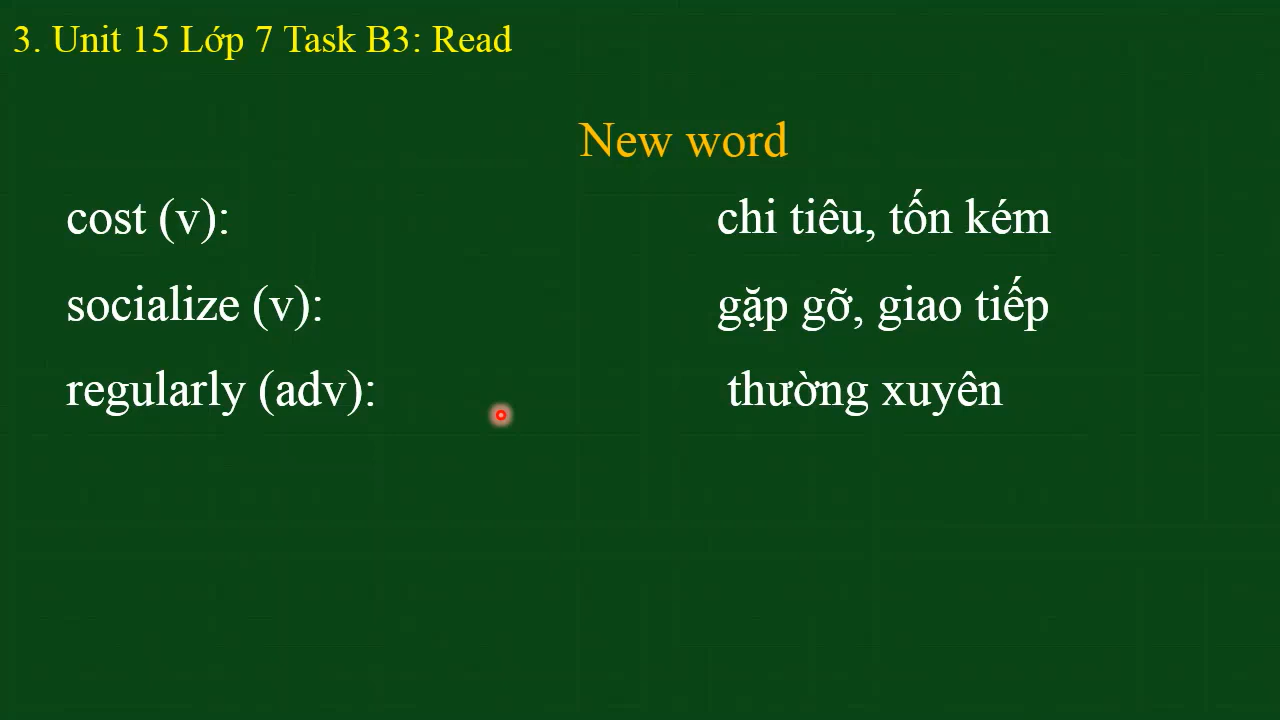 3. Unit 15 Lớp 7 Task B3: Read
New word
cost (v): chi tiêu, tốn kém
socialize (v): gặp gỡ, giao tiếp
regularly (adv): thường xuyên